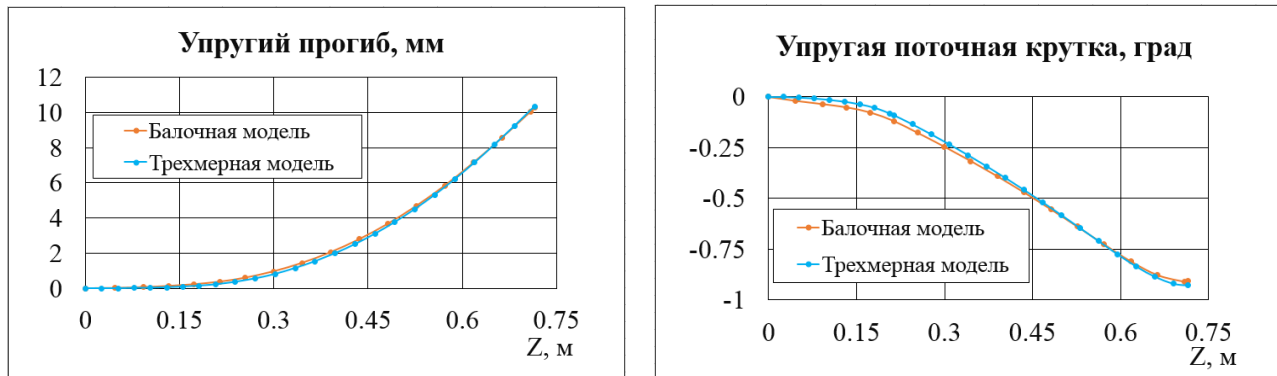 Упругий прогиб, мм
12
10
8
6
4
2
0
Балочная модель
Трехмерная модель
0 0.15 0.3 0.45 0.6 0.75
Z, м
Упругая поточная крутка, град
0
-0.25
-0.5
-0.75
-1
Балочная модель
Трехмерная модель
0 0.15 0.3 0.45 0.6 0.75
Z, м